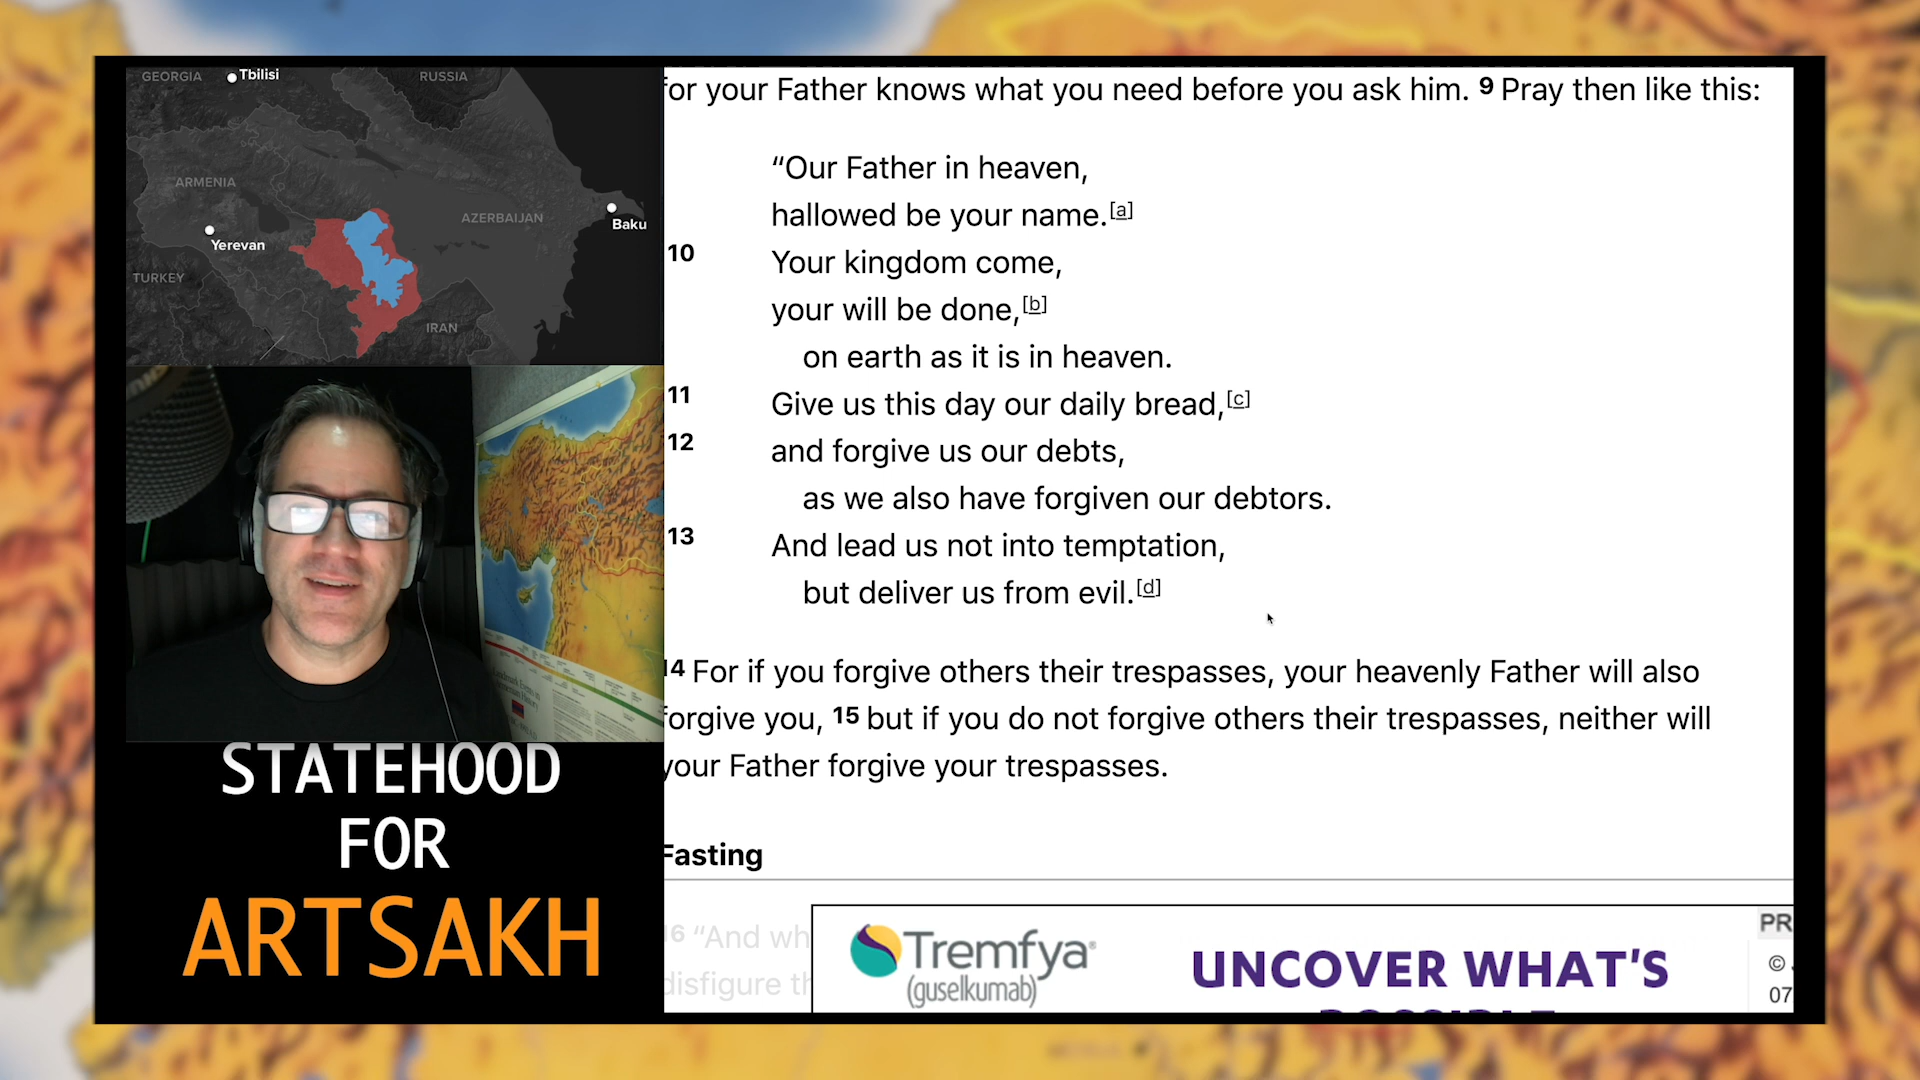 GEORGIA
Tbilisi
RUSSIA
ARMENIA
Yerevan
AZERBAIJAN
Baku
TURKEY
IRAN
STATEHOOD
FOR
ARTSAKH
for your Father knows what you need before you ask him. 9 Pray then like this:
“Our Father in heaven,
hallowed be your name.[a]
10 Your kingdom come,
your will be done,[b]
on earth as it is in heaven.
11 Give us this day our daily bread,[c]
12 and forgive us our debts,
as we also have forgiven our debtors.
13 And lead us not into temptation,
but deliver us from evil.[d]
14 For if you forgive others their trespasses, your heavenly Father will also
forgive you, 15 but if you do not forgive others their trespasses, neither will
your Father forgive your trespasses.
Fasting
16 “And wh
disfigure th
Tremfya®
(guselkumab)
UNCOVER WHAT'S
PR
©
07